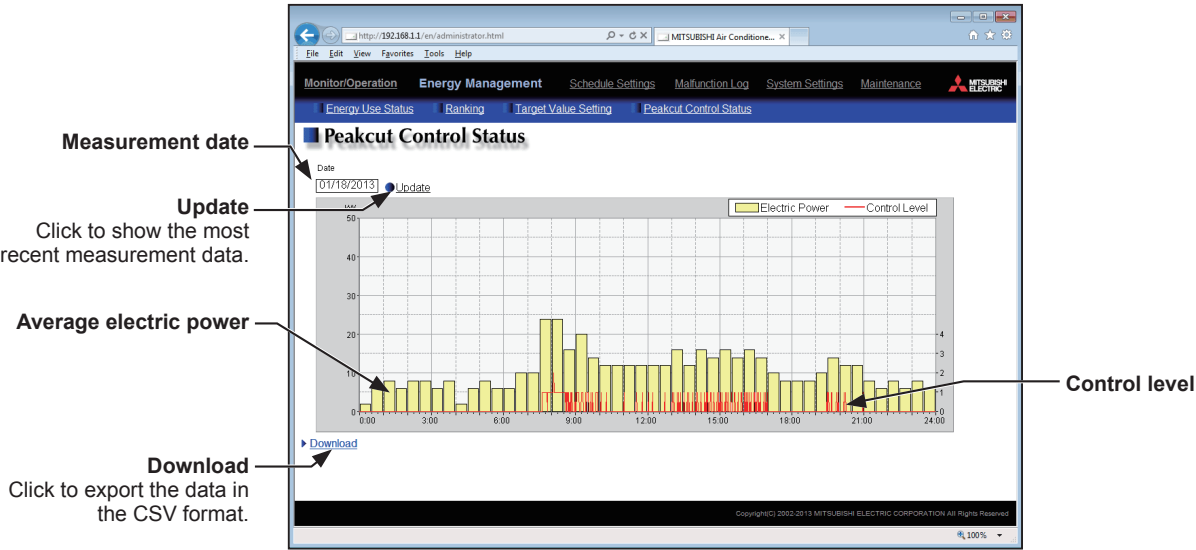 http://192.168.1.1/en/administrator.html
MITSUBISHI Air Conditione... ×
File Edit View Favorites Tools Help
Monitor/Operation Energy Management Schedule Settings Malfunction Log System Settings Maintenance
MITSUBISHI
ELECTRIC
Energy Use Status Ranking Target Value Setting Peakcut Control Status
Peakcut Control Status
Measurement date
Date
01/18/2013 Update
Update
Click to show the most
recent measurement data.
kW
Electric Power Control Level
50
40
30
20
10
0
4
3
2
1
0
0:00 3:00 6:00 9:00 12:00 15:00 18:00 21:00 24:00
Average electric power
Control level
Download
Download
Click to export the data in
the CSV format.
Copyright(C) 2002-2013 MITSUBISHI ELECTRIC CORPORATION All Rights Reserved
100%